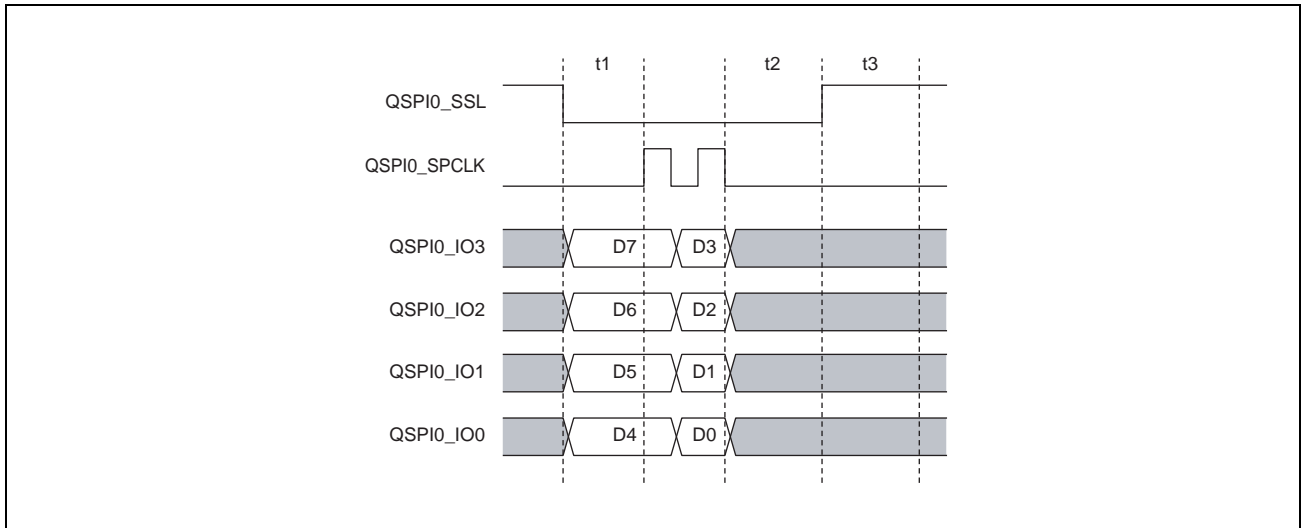 t1 t2 t3
QSPI0_SSL
QSPI0_SPCLK
QSPI0_IO3 D7 D3
QSPI0_IO2 D6 D2
QSPI0_IO1 D5 D1
QSPI0_IO0 D4 D0